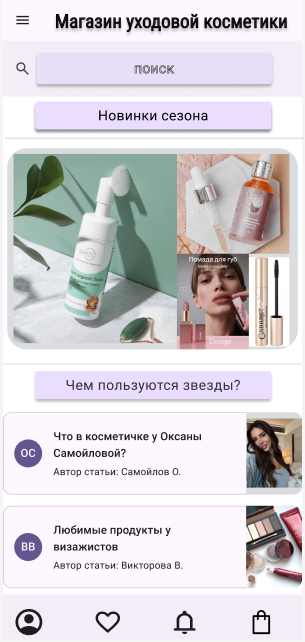 Магазин уходовой косметики
поиск
Новинки сезона
Помада для губ
Divage
Чем пользуются звезды?
ОС
Что в косметичке у Оксаны
Самойловой?
Автор статьи: Самойлов О.
ВВ
Любимые продукты у
визажистов
Автор статьи: Викторова В.